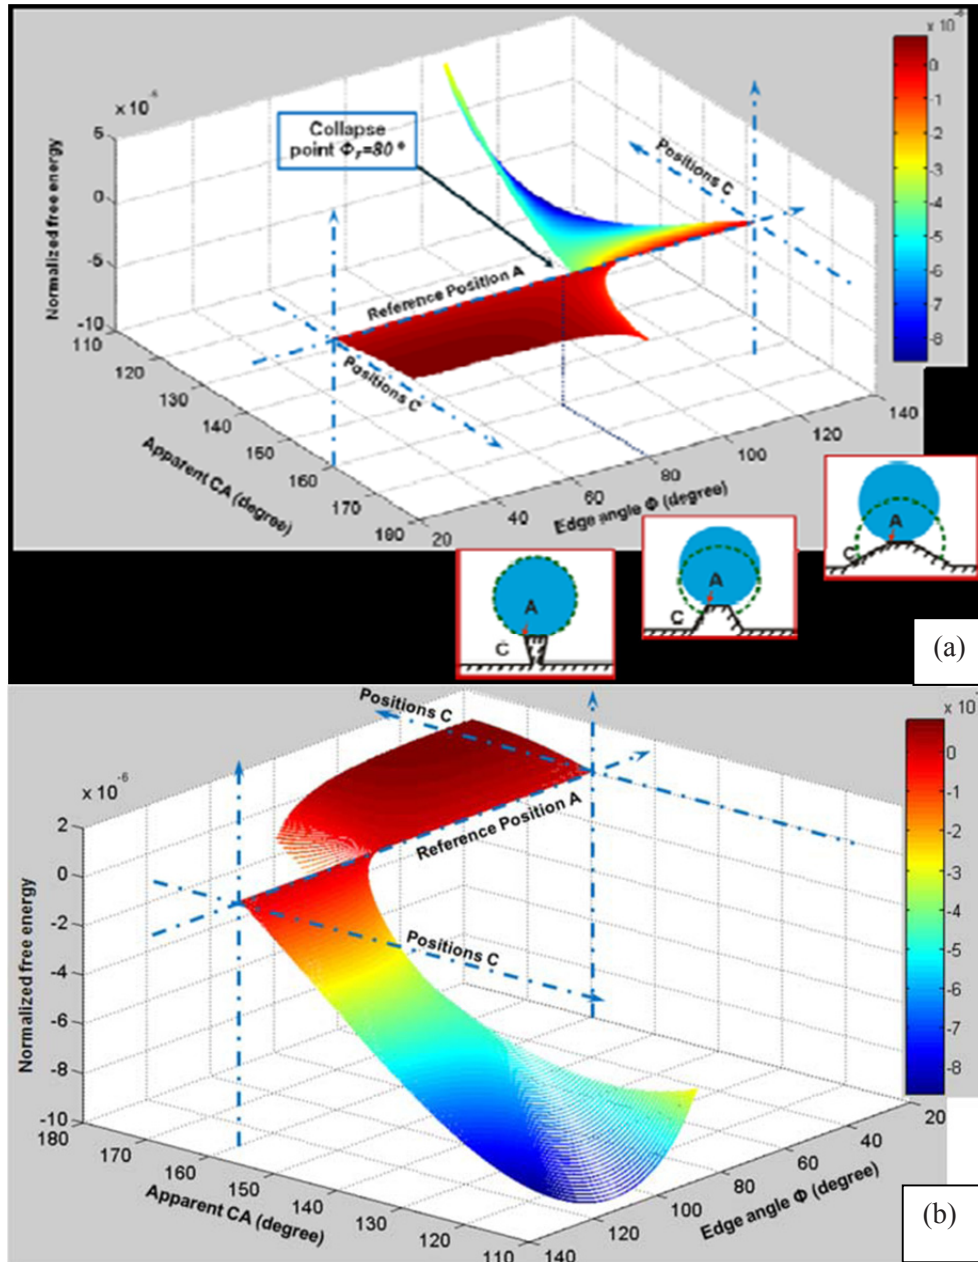 x 10⁻⁶
0
-1
-2
-3
-4
-5
-6
-7
-8
x 10⁻⁶
5
0
-5
-10
Normalized free energy
Collapse
point Φr=80°
Positions C
Reference Position A
Positions C
110
120
130
140
150
160
170
180
Apparent CA (degree)
20
40
60
80
100
120
140
Edge angle Φ (degree)
A
C
A
C
A
C
(a)
Positions C
x 10
0
-1
-2
-3
-4
-5
-6
-7
-8
x 10⁻⁶
2
0
-2
-4
-6
-8
-10
Normalized free energy
Reference Position A
Positions C
180
170
160
150
140
130
120
110
Apparent CA (degree)
140
120
100
80
60
40
20
Edge angle Φ (degree)
(b)